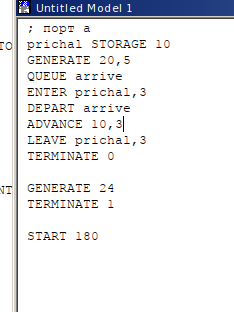 Untitled Model 1
; порт а
prichal STORAGE 10
GENERATE 20,5
QUEUE arrive
ENTER prichal,3
DEPART arrive
ADVANCE 10,3
LEAVE prichal,3
TERMINATE 0
GENERATE 24
TERMINATE 1
START 180